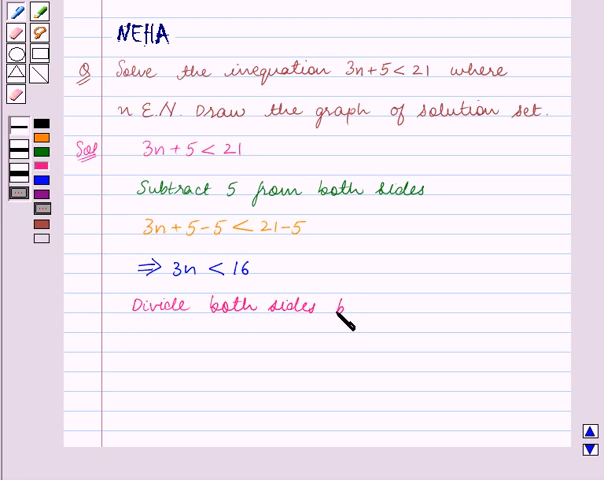 NEHA
Q Solve the inequation 3n+5<21 where
n E N. Draw the graph of solution set.
Sol 3n+5<21
Subtract 5 from both sides
3n+5-5<21-5
⇒ 3n<16
Divide both sides b